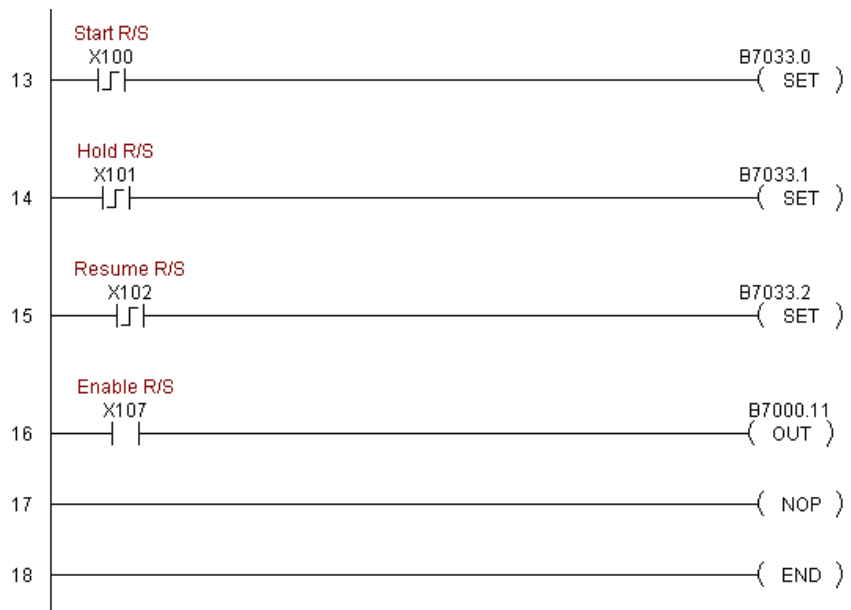 Start R/S
X100
B7033.0
13
SET
Hold R/S
X101
B7033.1
14
SET
Resume R/S
X102
B7033.2
15
SET
Enable R/S
X107
B7000.11
16
OUT
17
NOP
18
END